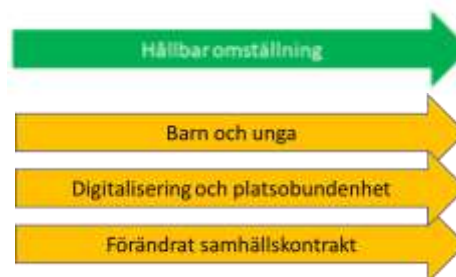 Hållbar omställning
Barn och unga
Digitalisering och platsobundenhet
Förändrat samhällskontrakt